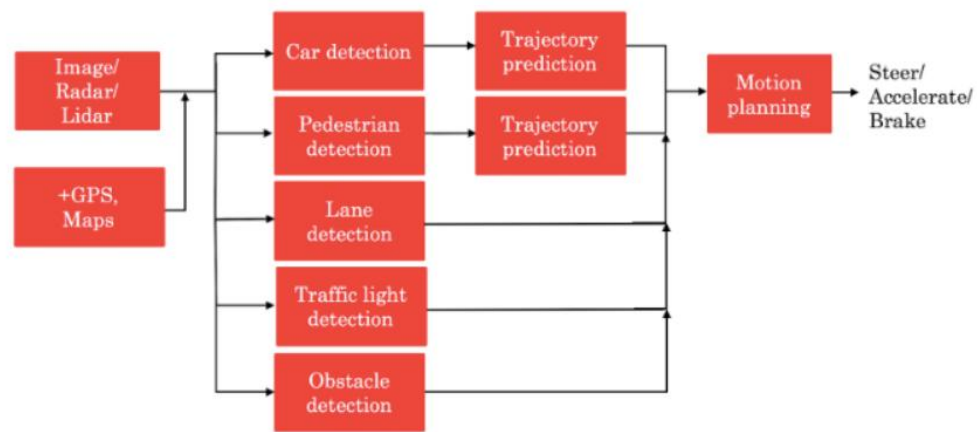 Image/
Radar/
Lidar
+GPS,
Maps
Car detection
Trajectory
prediction
Pedestrian
detection
Trajectory
prediction
Lane
detection
Traffic light
detection
Obstacle
detection
Motion
planning
Steer/
Accelerate/
Brake